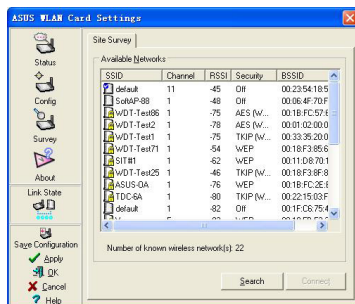 ASUS WLAN Card Settings
Status
Config
Survey
About
Link State
Save Configuration
Apply
OK
Cancel
Help
Site Survey
Available Networks
SSID Channel RSSI Security BSSID
default 11 -45 Off 00:23:54:18:5
SoftAP-88 1 -48 Off 00:06:4F:70:F
WDT-Test86 1 -75 AES (W... 00:1B:FC:57:E
WDT-Test2 1 -78 AES (W... 00:01:02:00:0
WDT-Test1 1 -75 TKIP (W... 00:33:35:20:0
WDT-Test71 1 -54 WEP 00:18:F3:85:6
SIT#1 1 -62 WEP 00:11:D8:70:1
WDT-Test25 1 -46 TKIP (W... 00:18:F3:8F:8
ASUS-QA 1 -76 WEP 00:1B:FC:2E:E
TDC-6A 1 -80 TKIP (W... 00:22:15:03:F
default 1 -82 Off 00:1F:C6:75:4
Number of known wireless network(s): 22
Search
Connect